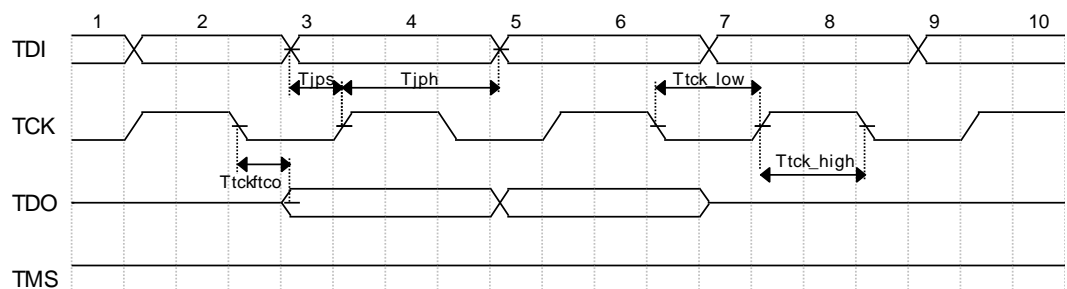 1 2 3 4 5 6 7 8 9 10
TDI
Tjps Tjph Ttck_low
TCK
Ttck_high
Ttckftco
TDO
TMS